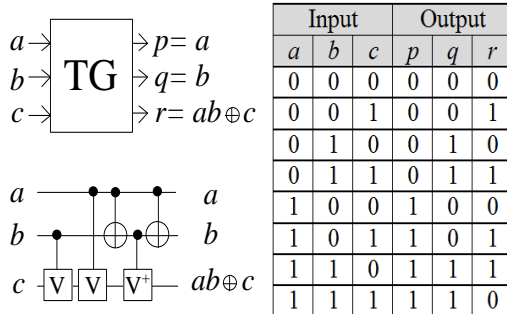 a
b
c
TG
p= a
q= b
r= ab⊕c
a a
b b
c V V V⁺ ab⊕c
Input Output
a b c p q r
0 0 0 0 0 0
0 0 1 0 0 1
0 1 0 0 1 0
0 1 1 0 1 1
1 0 0 1 0 0
1 0 1 1 0 1
1 1 0 1 1 1
1 1 1 1 1 0